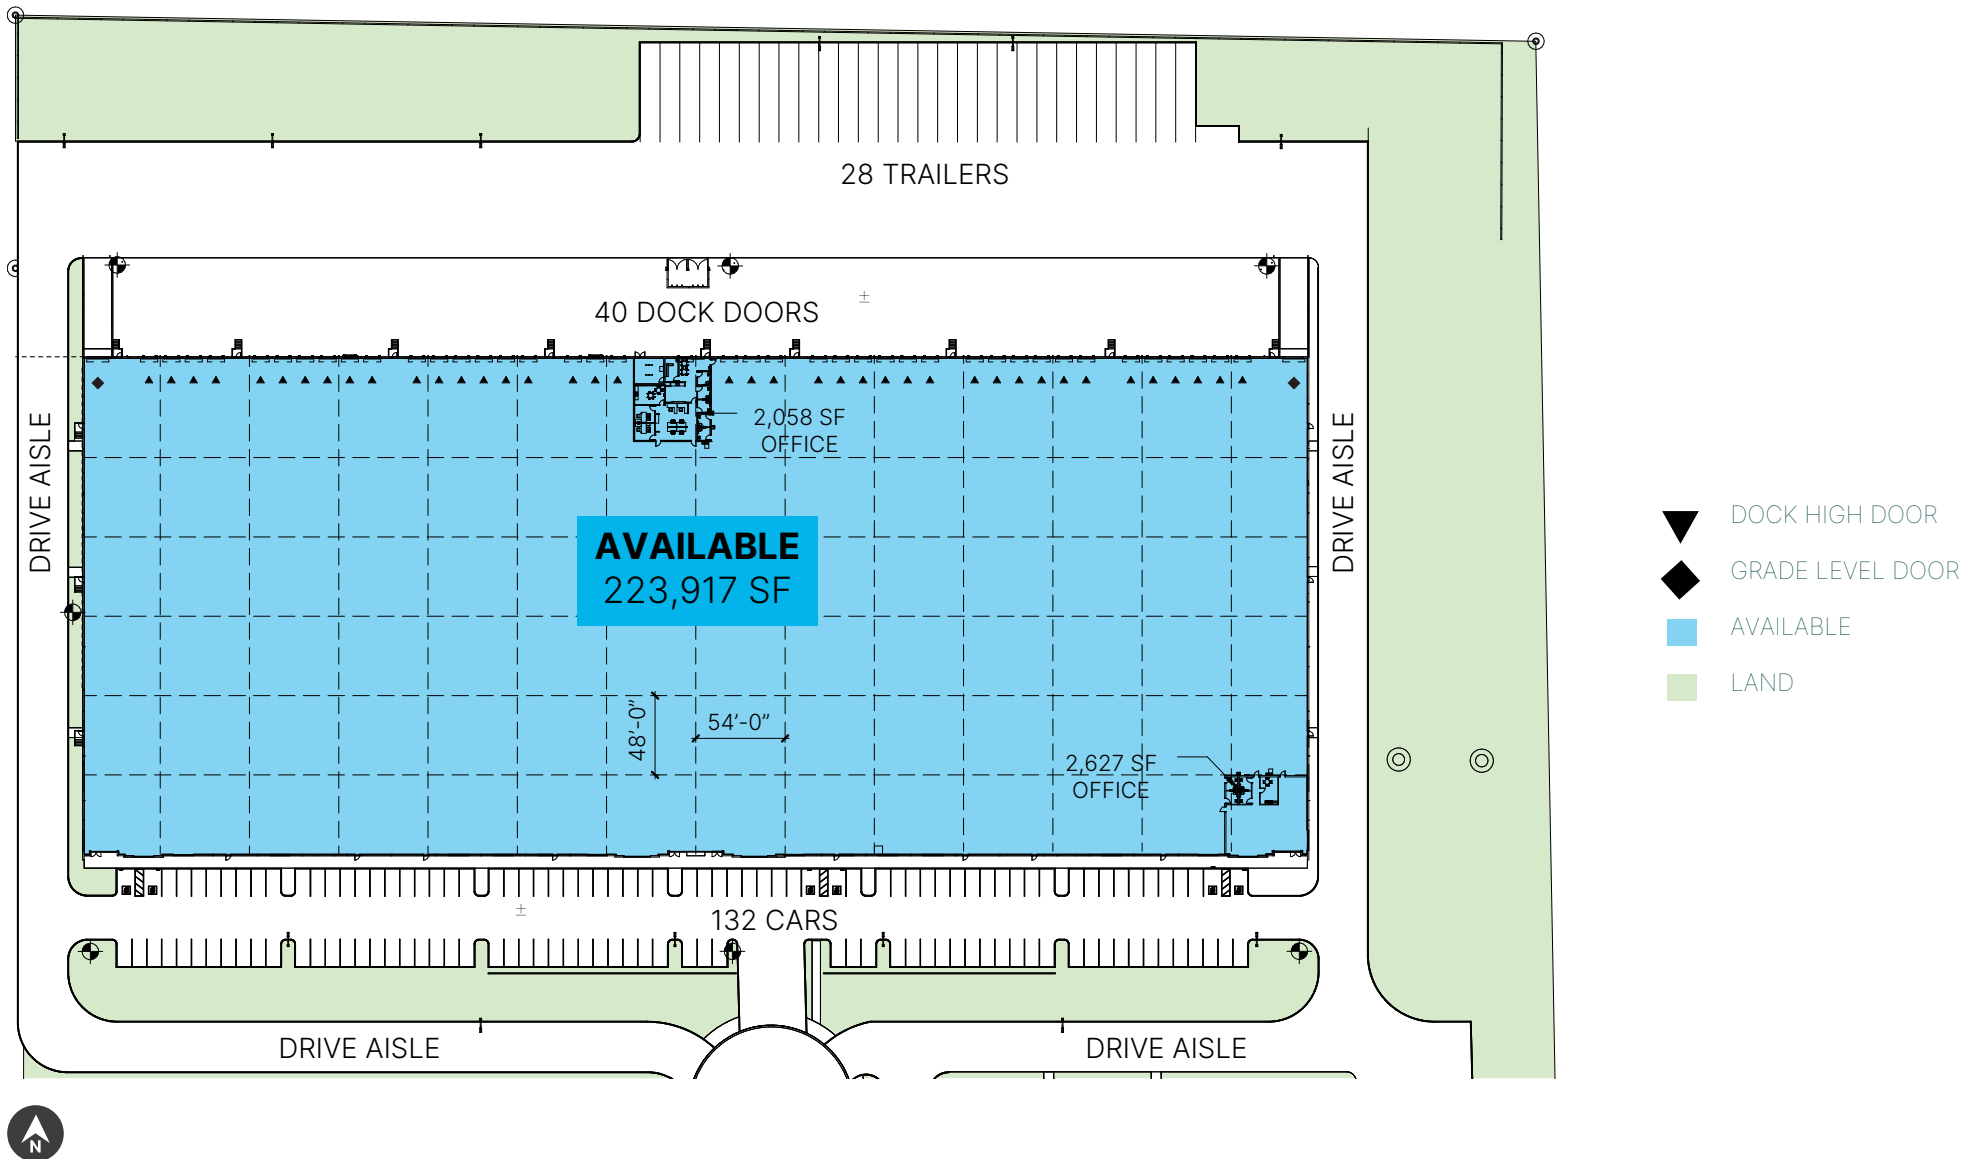 28 TRAILERS
40 DOCK DOORS
±
2,058 SF
OFFICE
DRIVE AISLE
DRIVE AISLE
AVAILABLE
223,917 SF
DOCK HIGH DOOR
GRADE LEVEL DOOR
AVAILABLE
LAND
48'-0"
54'-0"
2,627 SF
OFFICE
±
132 CARS
DRIVE AISLE
DRIVE AISLE
N